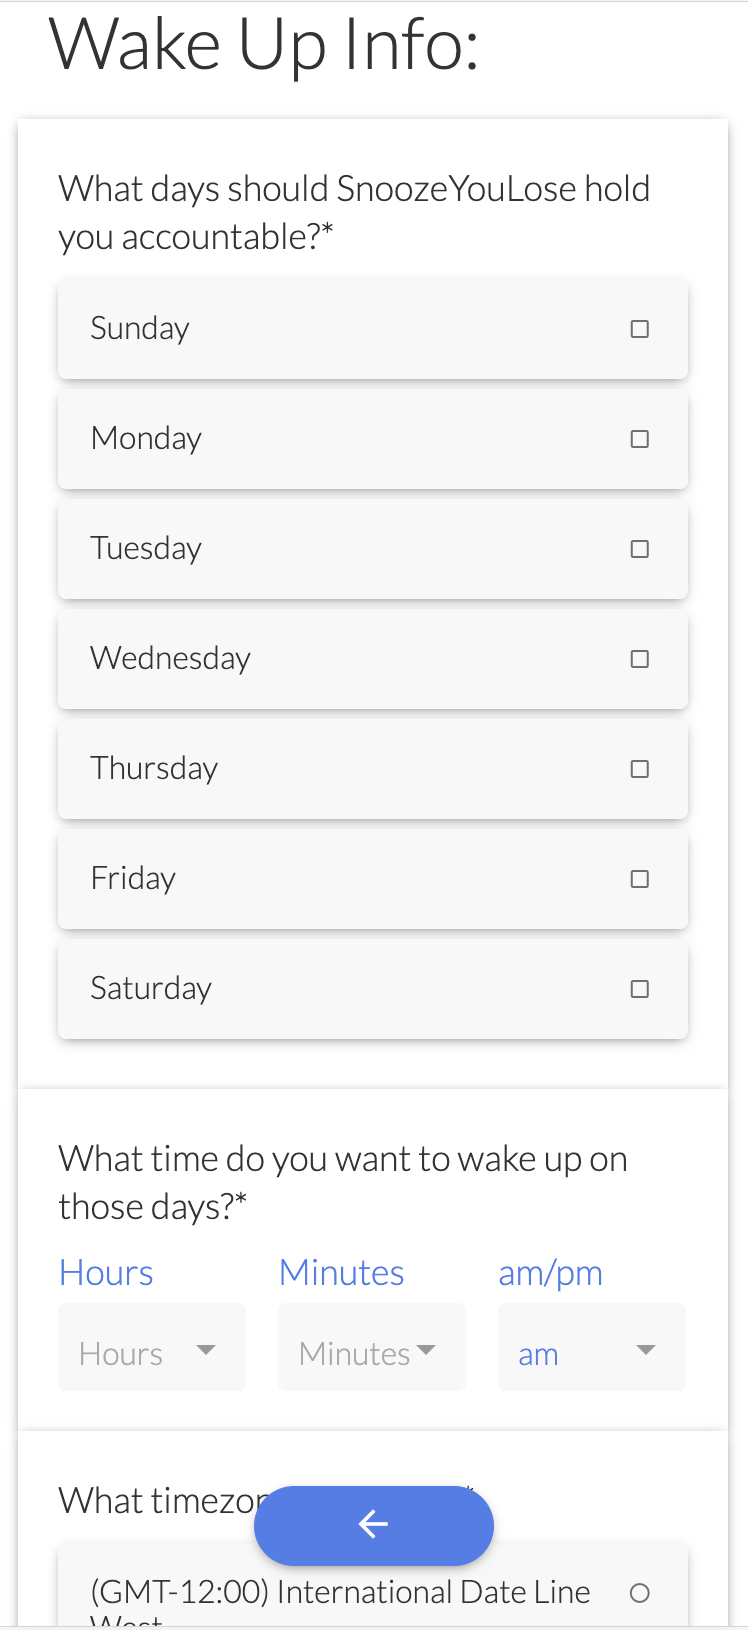 Wake Up Info:
What days should SnoozeYouLose hold
you accountable?*
Sunday
Monday
Tuesday
Wednesday
Thursday
Friday
Saturday
What time do you want to wake up on
those days?*
Hours Minutes am/pm
Hours Minutes am
What
(GMT-12:00) International Date Line
West